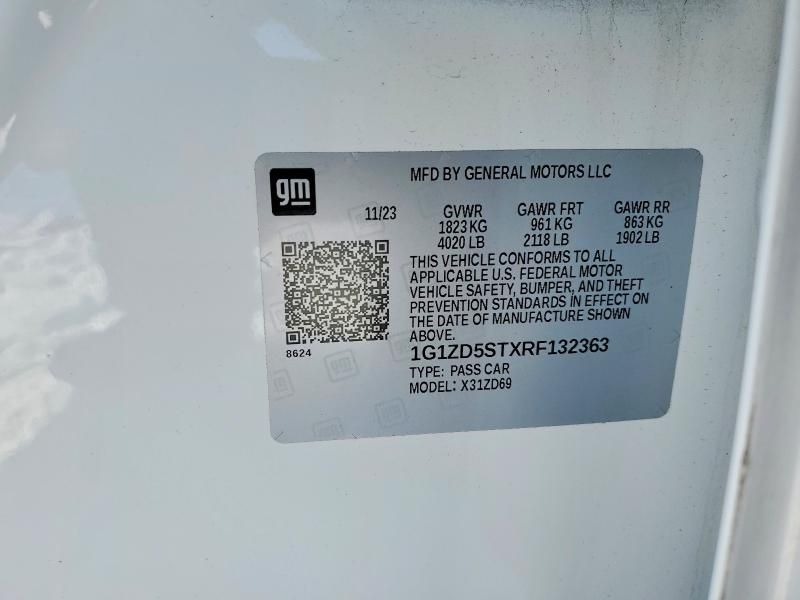 gm
MFD BY GENERAL MOTORS LLC
11/23 GVWR GAWR FRT GAWR RR
1823 KG 961 KG 863 KG
4020 LB 2118 LB 1902 LB
THIS VEHICLE CONFORMS TO ALL
APPLICABLE U.S. FEDERAL MOTOR
VEHICLE SAFETY, BUMPER, AND THEFT
PREVENTION STANDARDS IN EFFECT ON
THE DATE OF MANUFACTURE SHOWN
ABOVE.
8624
1G1ZD5STXRF132363
TYPE: PASS CAR
MODEL: X31ZD69